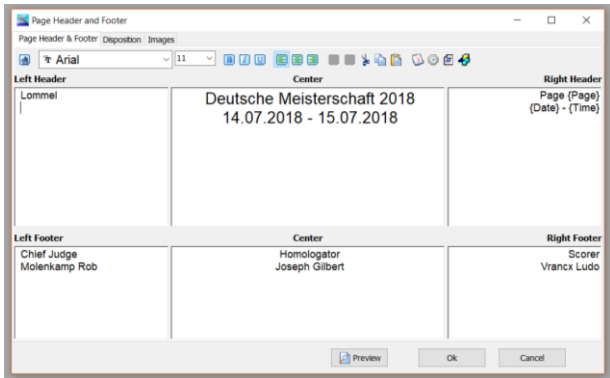 Page Header and Footer
Page Header & Footer Disposition Images
Arial 11 B I U
Left Header Center Right Header
Lommel
Deutsche Meisterschaft 2018
14.07.2018 - 15.07.2018
Page {Page}
{Date} - {Time}
Left Footer Center Right Footer
Chief Judge
Molenkamp Rob
Homologator
Joseph Gilbert
Scorer
Vrancx Ludo
Preview Ok Cancel